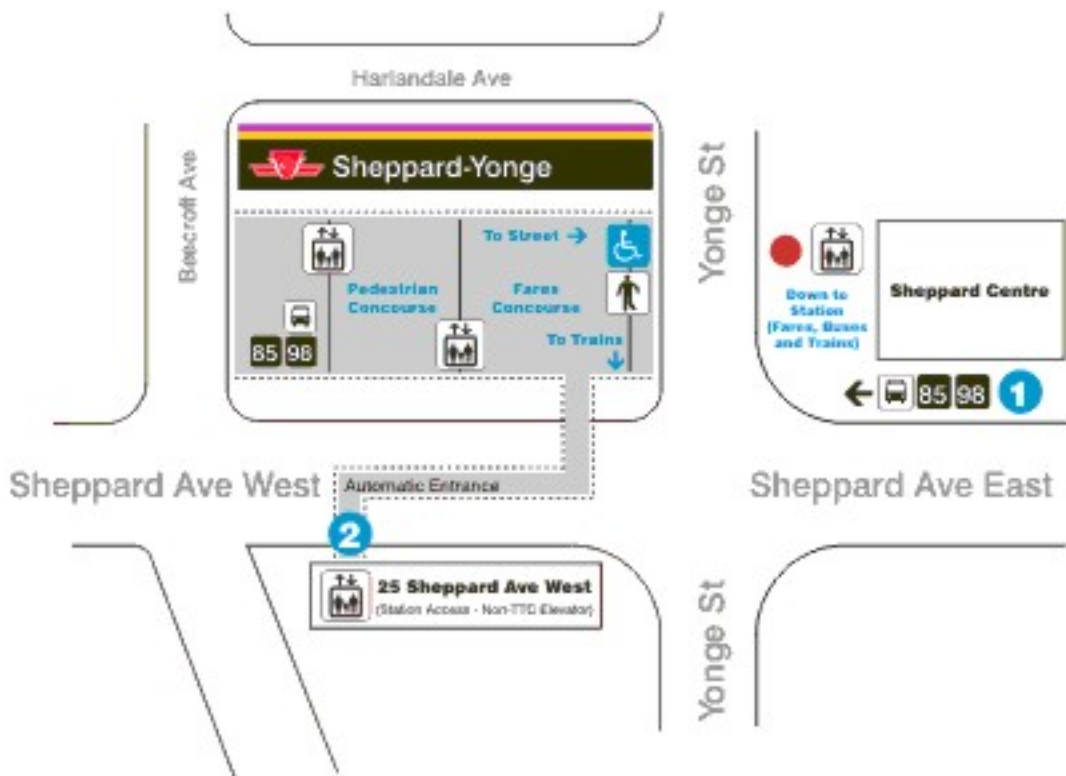 Harlandale Ave
Beecroft Ave
Sheppard-Yonge
Yonge St
To Street →
Pedestrian
Concourse
Fares
Concourse
To Trains
↓
85 98
Down to
Station
(Fares, Buses
and Trains)
Sheppard Centre
← 85 98 1
Sheppard Ave West
Automatic Entrance
Sheppard Ave East
2
25 Sheppard Ave West
(Station Access - Non-TTC Elevator)
Yonge St